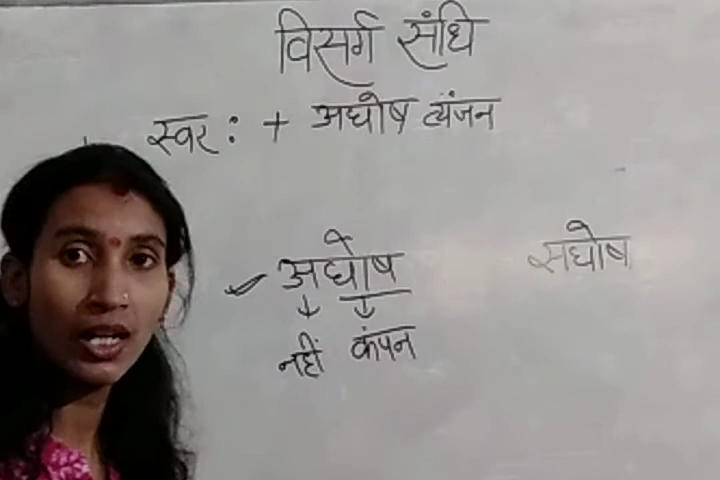 विसर्ग संधि
स्वर : + अघोष व्यंजन
अघोष सघोष
नहीं कंपन